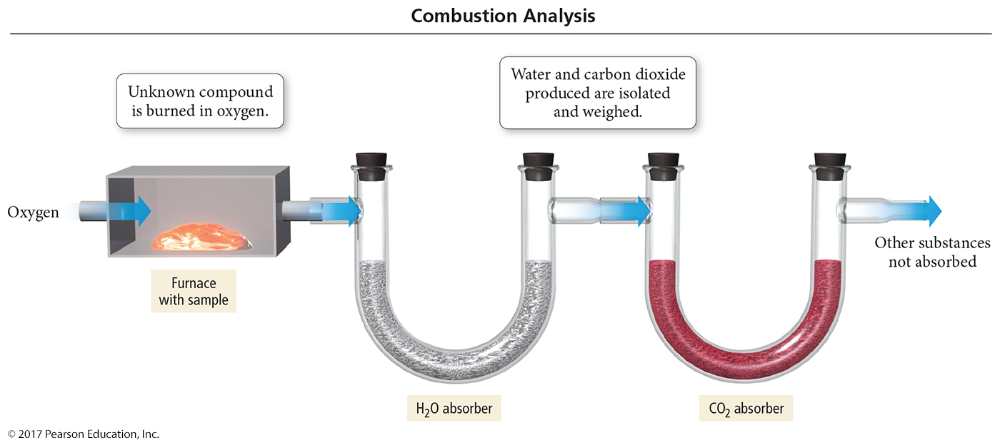 Combustion Analysis
Unknown compound
is burned in oxygen.
Water and carbon dioxide
produced are isolated
and weighed.
Oxygen
Other substances
not absorbed
Furnace
with sample
H₂O absorber
CO₂ absorber
© 2017 Pearson Education, Inc.